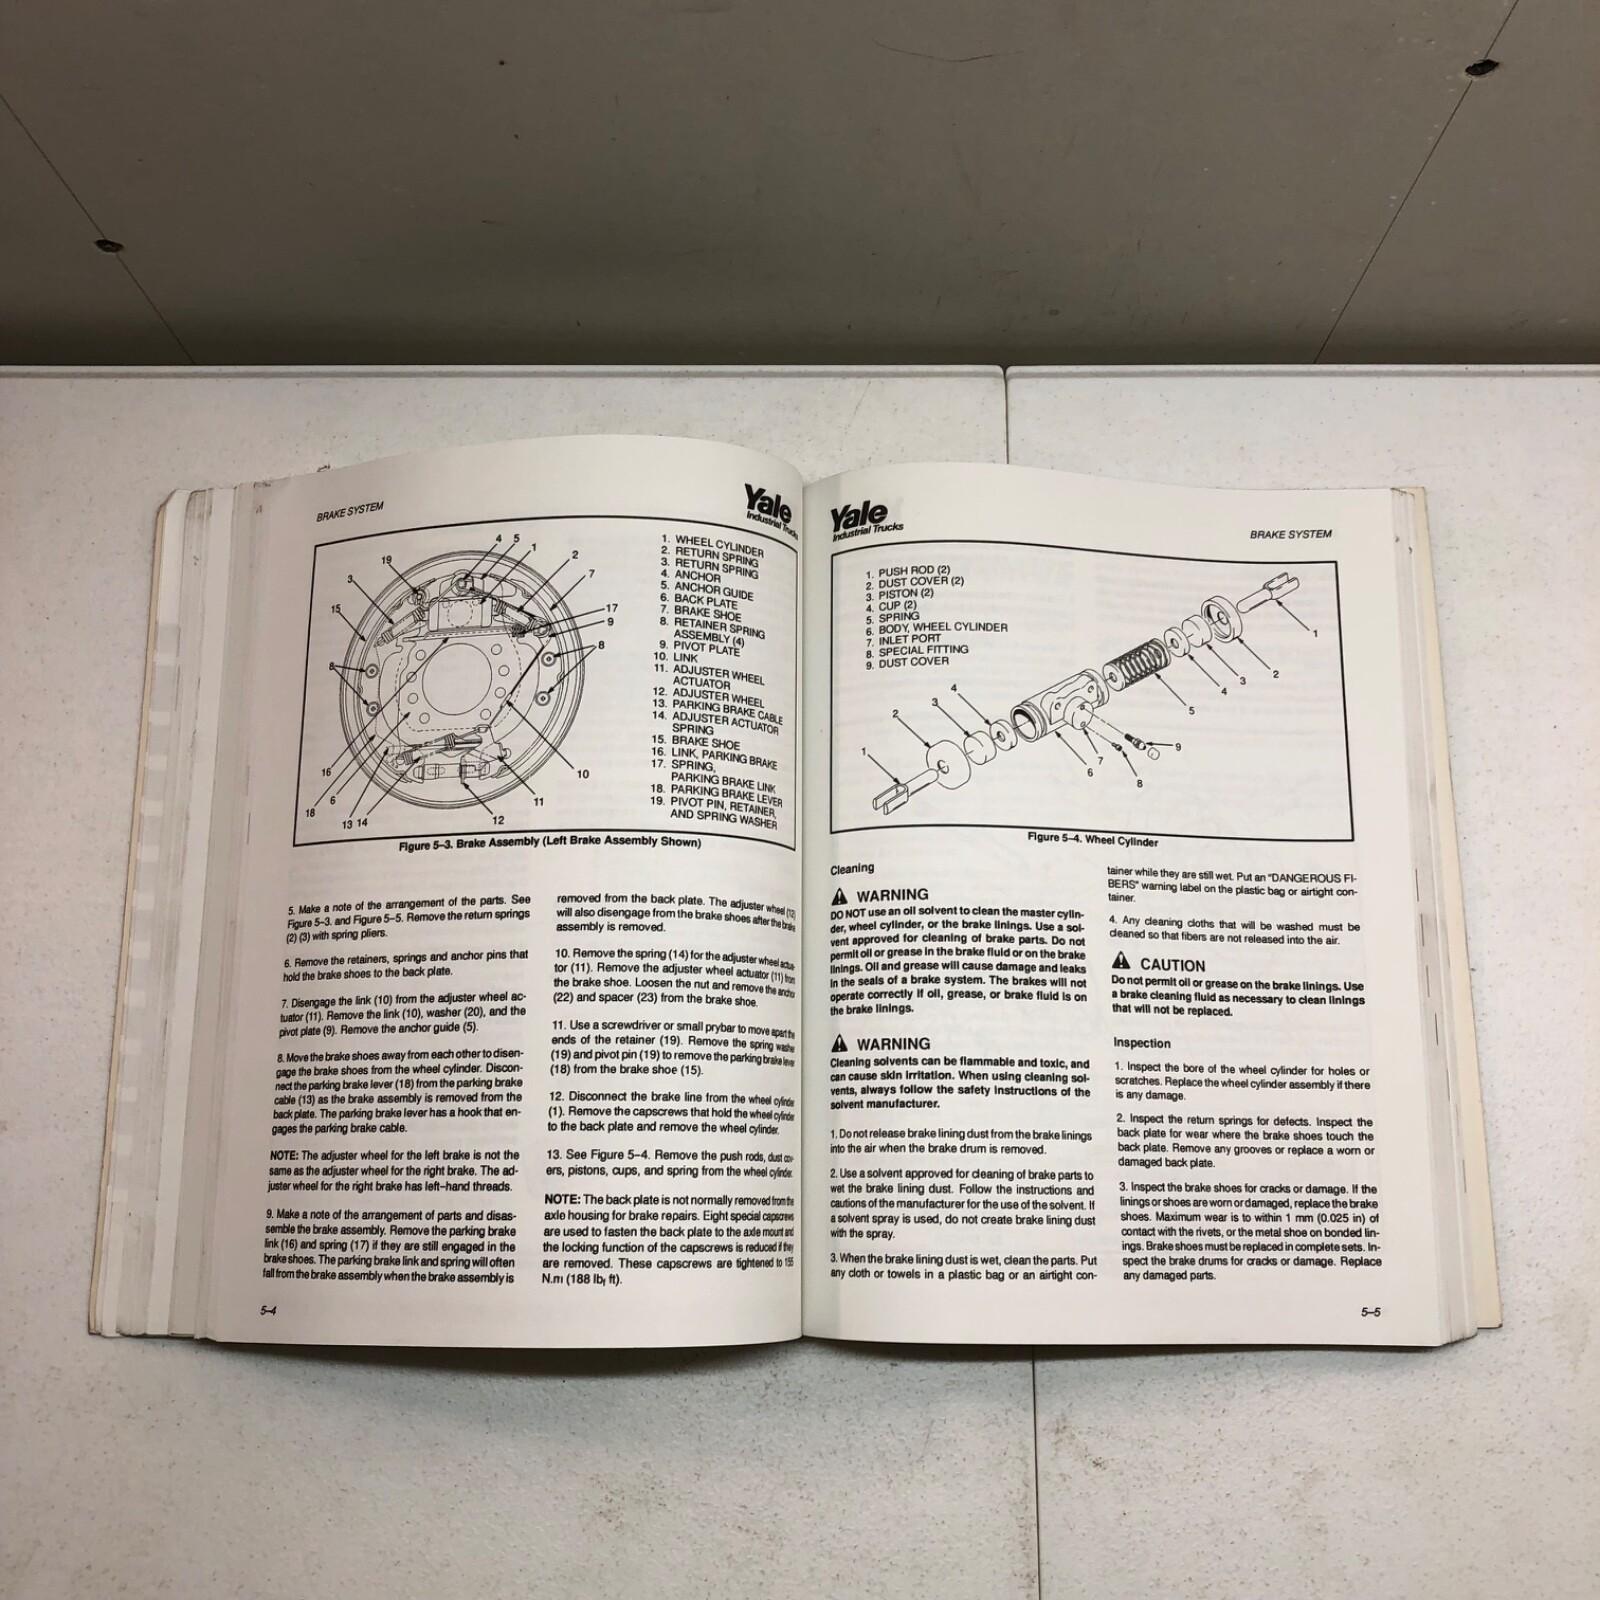 BRAKE SYSTEM
Yale
Industrial Trucks
4
5
1
2
7
17
9
8
10
11
12
13 14
18
6
16
8
15
3
19
1. WHEEL CYLINDER
2. RETURN SPRING
3. RETURN SPRING
4. ANCHOR
5. ANCHOR GUIDE
6. BACK PLATE
7. BRAKE SHOE
8. RETAINER SPRING
ASSEMBLY (4)
9. PIVOT PLATE
10. LINK
11. ADJUSTER WHEEL
ACTUATOR
12. ADJUSTER WHEEL
13. PARKING BRAKE CABLE
14. ADJUSTER ACTUATOR
SPRING
15. BRAKE SHOE
16. LINK, PARKING BRAKE
17. SPRING,
PARKING BRAKE LINK
18. PARKING BRAKE LEVER
19. PIVOT PIN, RETAINER,
AND SPRING WASHER
Figure 5–3. Brake Assembly (Left Brake Assembly Shown)
5. Make a note of the arrangement of the parts. See
Figure 5–3. and Figure 5–5. Remove the return springs
(2) (3) with spring pliers.
6. Remove the retainers, springs and anchor pins that
hold the brake shoes to the back plate.
7. Disengage the link (10) from the adjuster wheel ac-
tuator (11). Remove the link (10), washer (20), and the
pivot plate (9). Remove the anchor guide (5).
8. Move the brake shoes away from each other to disen-
gage the brake shoes from the wheel cylinder. Discon-
nect the parking brake lever (18) from the parking brake
cable (13) as the brake assembly is removed from the
back plate. The parking brake lever has a hook that en-
gages the parking brake cable.
NOTE: The adjuster wheel for the left brake is not the
same as the adjuster wheel for the right brake. The ad-
juster wheel for the right brake has left–hand threads.
9. Make a note of the arrangement of parts and disas-
semble the brake assembly. Remove the parking brake
link (16) and spring (17) if they are still engaged in the
brake shoes. The parking brake link and spring will often
fall from the brake assembly when the brake assembly is
removed from the back plate. The adjuster wheel (12)
will also disengage from the brake shoes after the brake
assembly is removed.
10. Remove the spring (14) for the adjuster wheel actua-
tor (11). Remove the adjuster wheel actuator (11) from
the brake shoe. Loosen the nut and remove the anchor
(22) and spacer (23) from the brake shoe.
11. Use a screwdriver or small prybar to move apart the
ends of the retainer (19). Remove the spring washer
(19) and pivot pin (19) to remove the parking brake lever
(18) from the brake shoe (15).
12. Disconnect the brake line from the wheel cylinder
(1). Remove the capscrews that hold the wheel cylinder
to the back plate and remove the wheel cylinder.
13. See Figure 5–4. Remove the push rods, dust cov-
ers, pistons, cups, and spring from the wheel cylinder.
NOTE: The back plate is not normally removed from the
axle housing for brake repairs. Eight special capscrews
are used to fasten the back plate to the axle mount and
the locking function of the capscrews is reduced if they
are removed. These capscrews are tightened to 155
N.m (188 lbf ft).
5–4
Yale
Industrial Trucks
BRAKE SYSTEM
1. PUSH ROD (2)
2. DUST COVER (2)
3. PISTON (2)
4. CUP (2)
5. SPRING
6. BODY, WHEEL CYLINDER
7. INLET PORT
8. SPECIAL FITTING
9. DUST COVER
1
2
3
4
5
9
7
8
6
4
3
2
1
Figure 5–4. Wheel Cylinder
Cleaning
WARNING
DO NOT use an oil solvent to clean the master cylin-
der, wheel cylinder, or the brake linings. Use a sol-
vent approved for cleaning of brake parts. Do not
permit oil or grease in the brake fluid or on the brake
linings. Oil and grease will cause damage and leaks
in the seals of a brake system. The brakes will not
operate correctly if oil, grease, or brake fluid is on
the brake linings.
WARNING
Cleaning solvents can be flammable and toxic, and
can cause skin irritation. When using cleaning sol-
vents, always follow the safety instructions of the
solvent manufacturer.
1. Do not release brake lining dust from the brake linings
into the air when the brake drum is removed.
2. Use a solvent approved for cleaning of brake parts to
wet the brake lining dust. Follow the instructions and
cautions of the manufacturer for the use of the solvent. If
a solvent spray is used, do not create brake lining dust
with the spray.
3. When the brake lining dust is wet, clean the parts. Put
any cloth or towels in a plastic bag or an airtight con-
tainer while they are still wet. Put an "DANGEROUS FI-
BERS" warning label on the plastic bag or airtight con-
tainer.
4. Any cleaning cloths that will be washed must be
cleaned so that fibers are not released into the air.
CAUTION
Do not permit oil or grease on the brake linings. Use
a brake cleaning fluid as necessary to clean linings
that will not be replaced.
Inspection
1. Inspect the bore of the wheel cylinder for holes or
scratches. Replace the wheel cylinder assembly if there
is any damage.
2. Inspect the return springs for defects. Inspect the
back plate for wear where the brake shoes touch the
back plate. Remove any grooves or replace a worn or
damaged back plate.
3. Inspect the brake shoes for cracks or damage. If the
linings or shoes are worn or damaged, replace the brake
shoes. Maximum wear is to within 1 mm (0.025 in) of
contact with the rivets, or the metal shoe on bonded lin-
ings. Brake shoes must be replaced in complete sets. In-
spect the brake drums for cracks or damage. Replace
any damaged parts.
5–5